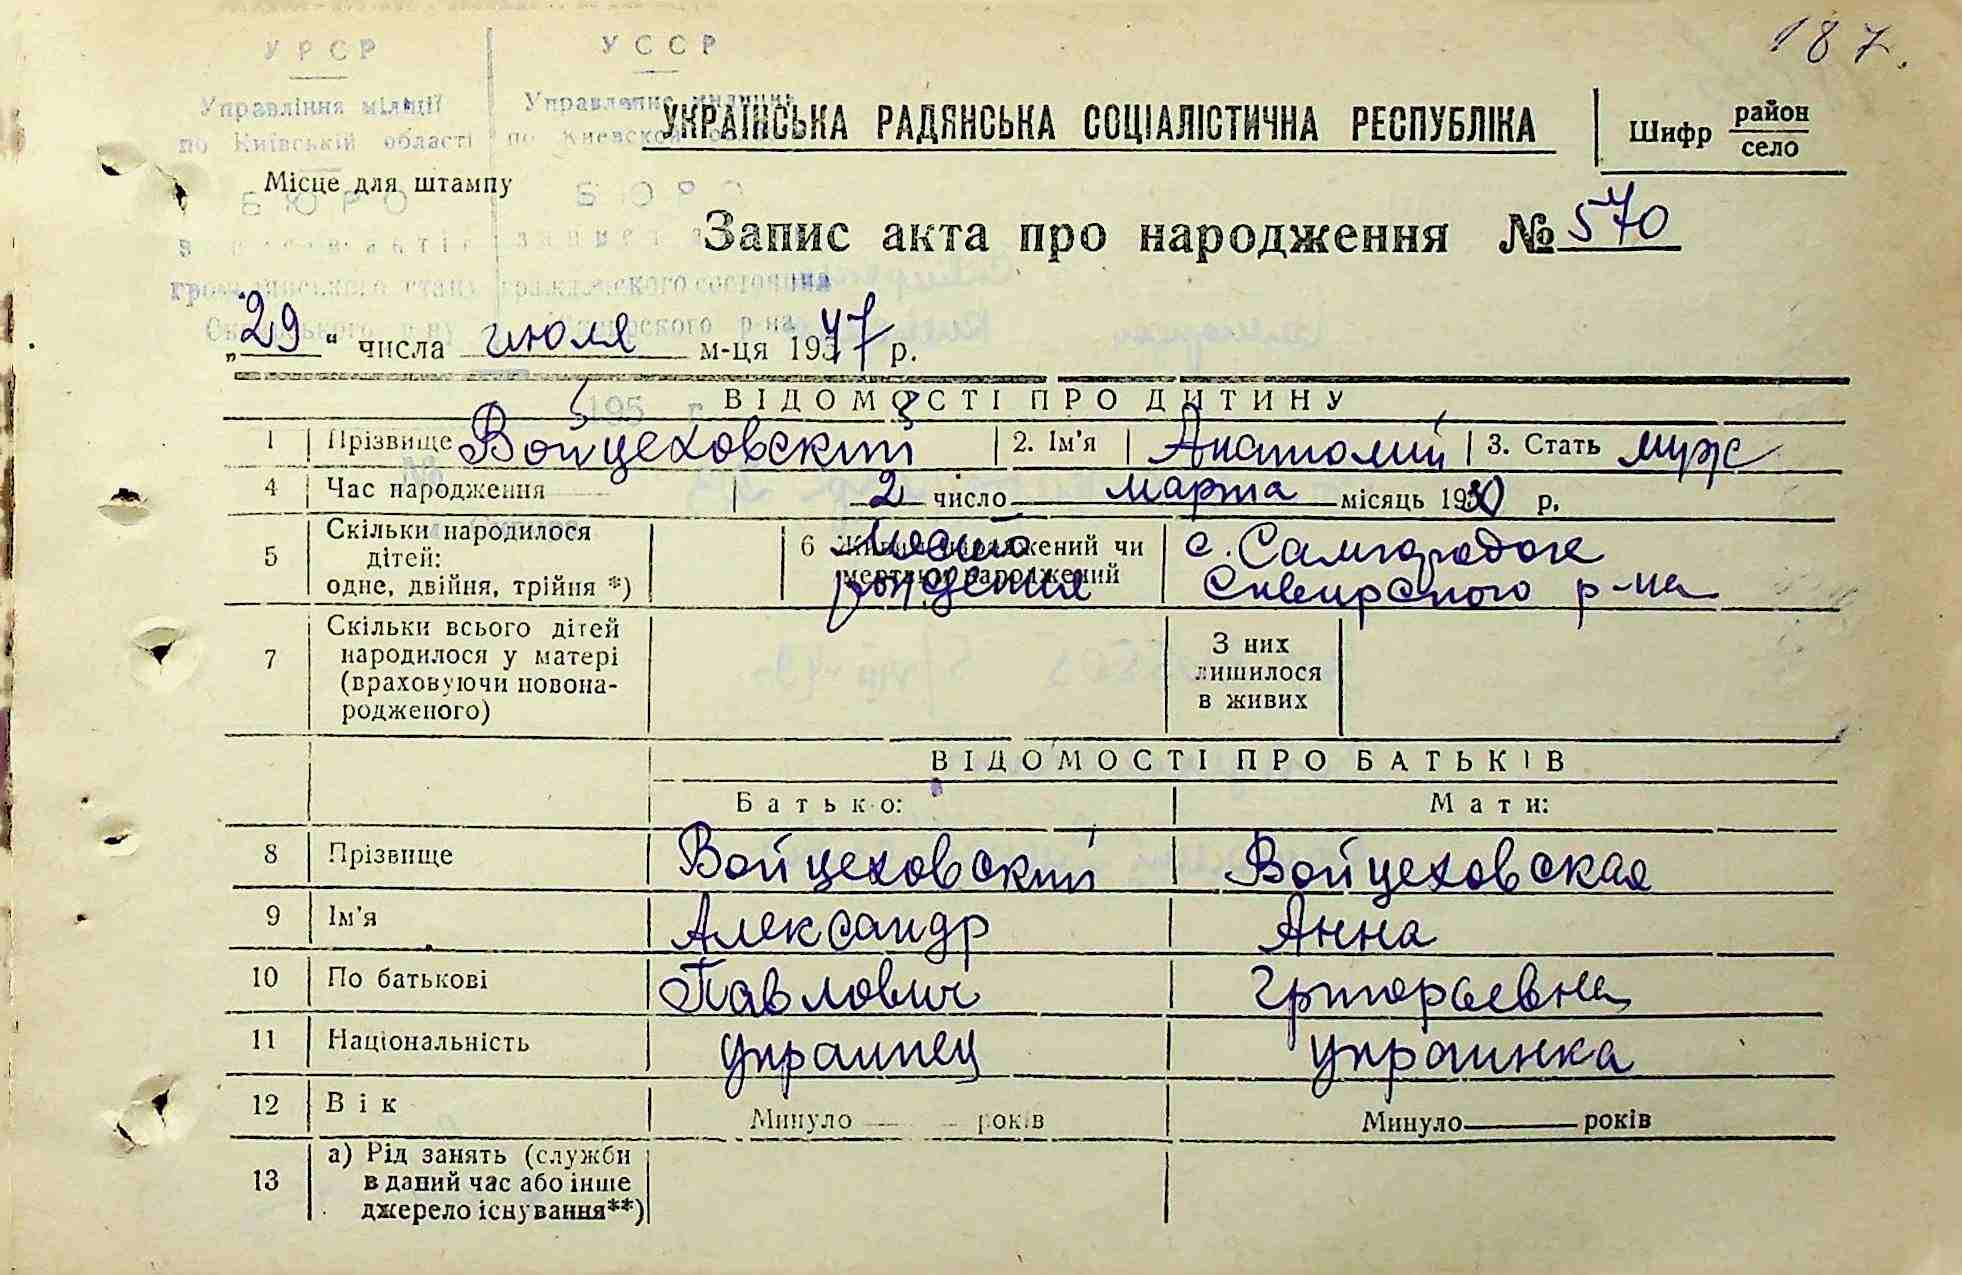 187.
УРСР УССР
Управління міліції Управление милиции
по Київській області по Киевской
УКРАЇНСЬКА РАДЯНСЬКА СОЦІАЛІСТИЧНА РЕСПУБЛІКА
Шифр район
село
Місце для штампу
БЮРО БЮРО
Запис акта про народження № 570
гражданского состояния
„29“ числа июля м-ця 1947 р.
195 г.
ВІДОМОСТІ ПРО ДИТИНУ
1 Прізвище Войцеховский 2. Ім'я Анатолий 3. Стать муж
4 Час народження 2 число марта місяць 1930 р.
5 Скільки народилося дітей: одне, двійня, трійня *)
6 Живим народжений чи мертвим народжений
Место рождения
с. Самгородок
Сквирского р-на
7 Скільки всього дітей народилося у матері (враховуючи новонародженого)
З них лишилося в живих
ВІДОМОСТІ ПРО БАТЬКІВ
Батько: Мати:
8 Прізвище Войцеховский Войцеховская
9 Ім'я Александр Анна
10 По батькові Павлович Григорьевна
11 Національність украинец украинка
12 Вік Минуло років Минуло років
13 а) Рід занять (служби
в даний час або інше
джерело існування**)